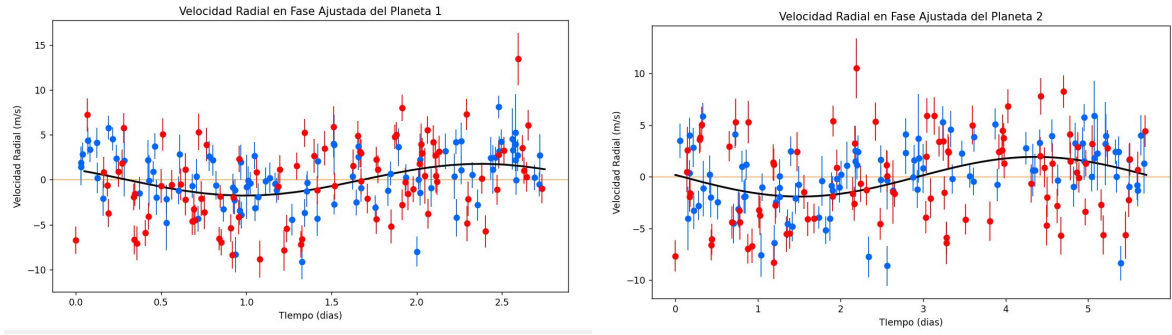 Velocidad Radial en Fase Ajustada del Planeta 1
Velocidad Radial (m/s)
15
10
5
0
−5
−10
0.0 0.5 1.0 1.5 2.0 2.5
TIempo (dias)
Velocidad Radial en Fase Ajustada del Planeta 2
Velocidad Radial (m/s)
10
5
0
−5
−10
0 1 2 3 4 5
TIempo (dias)